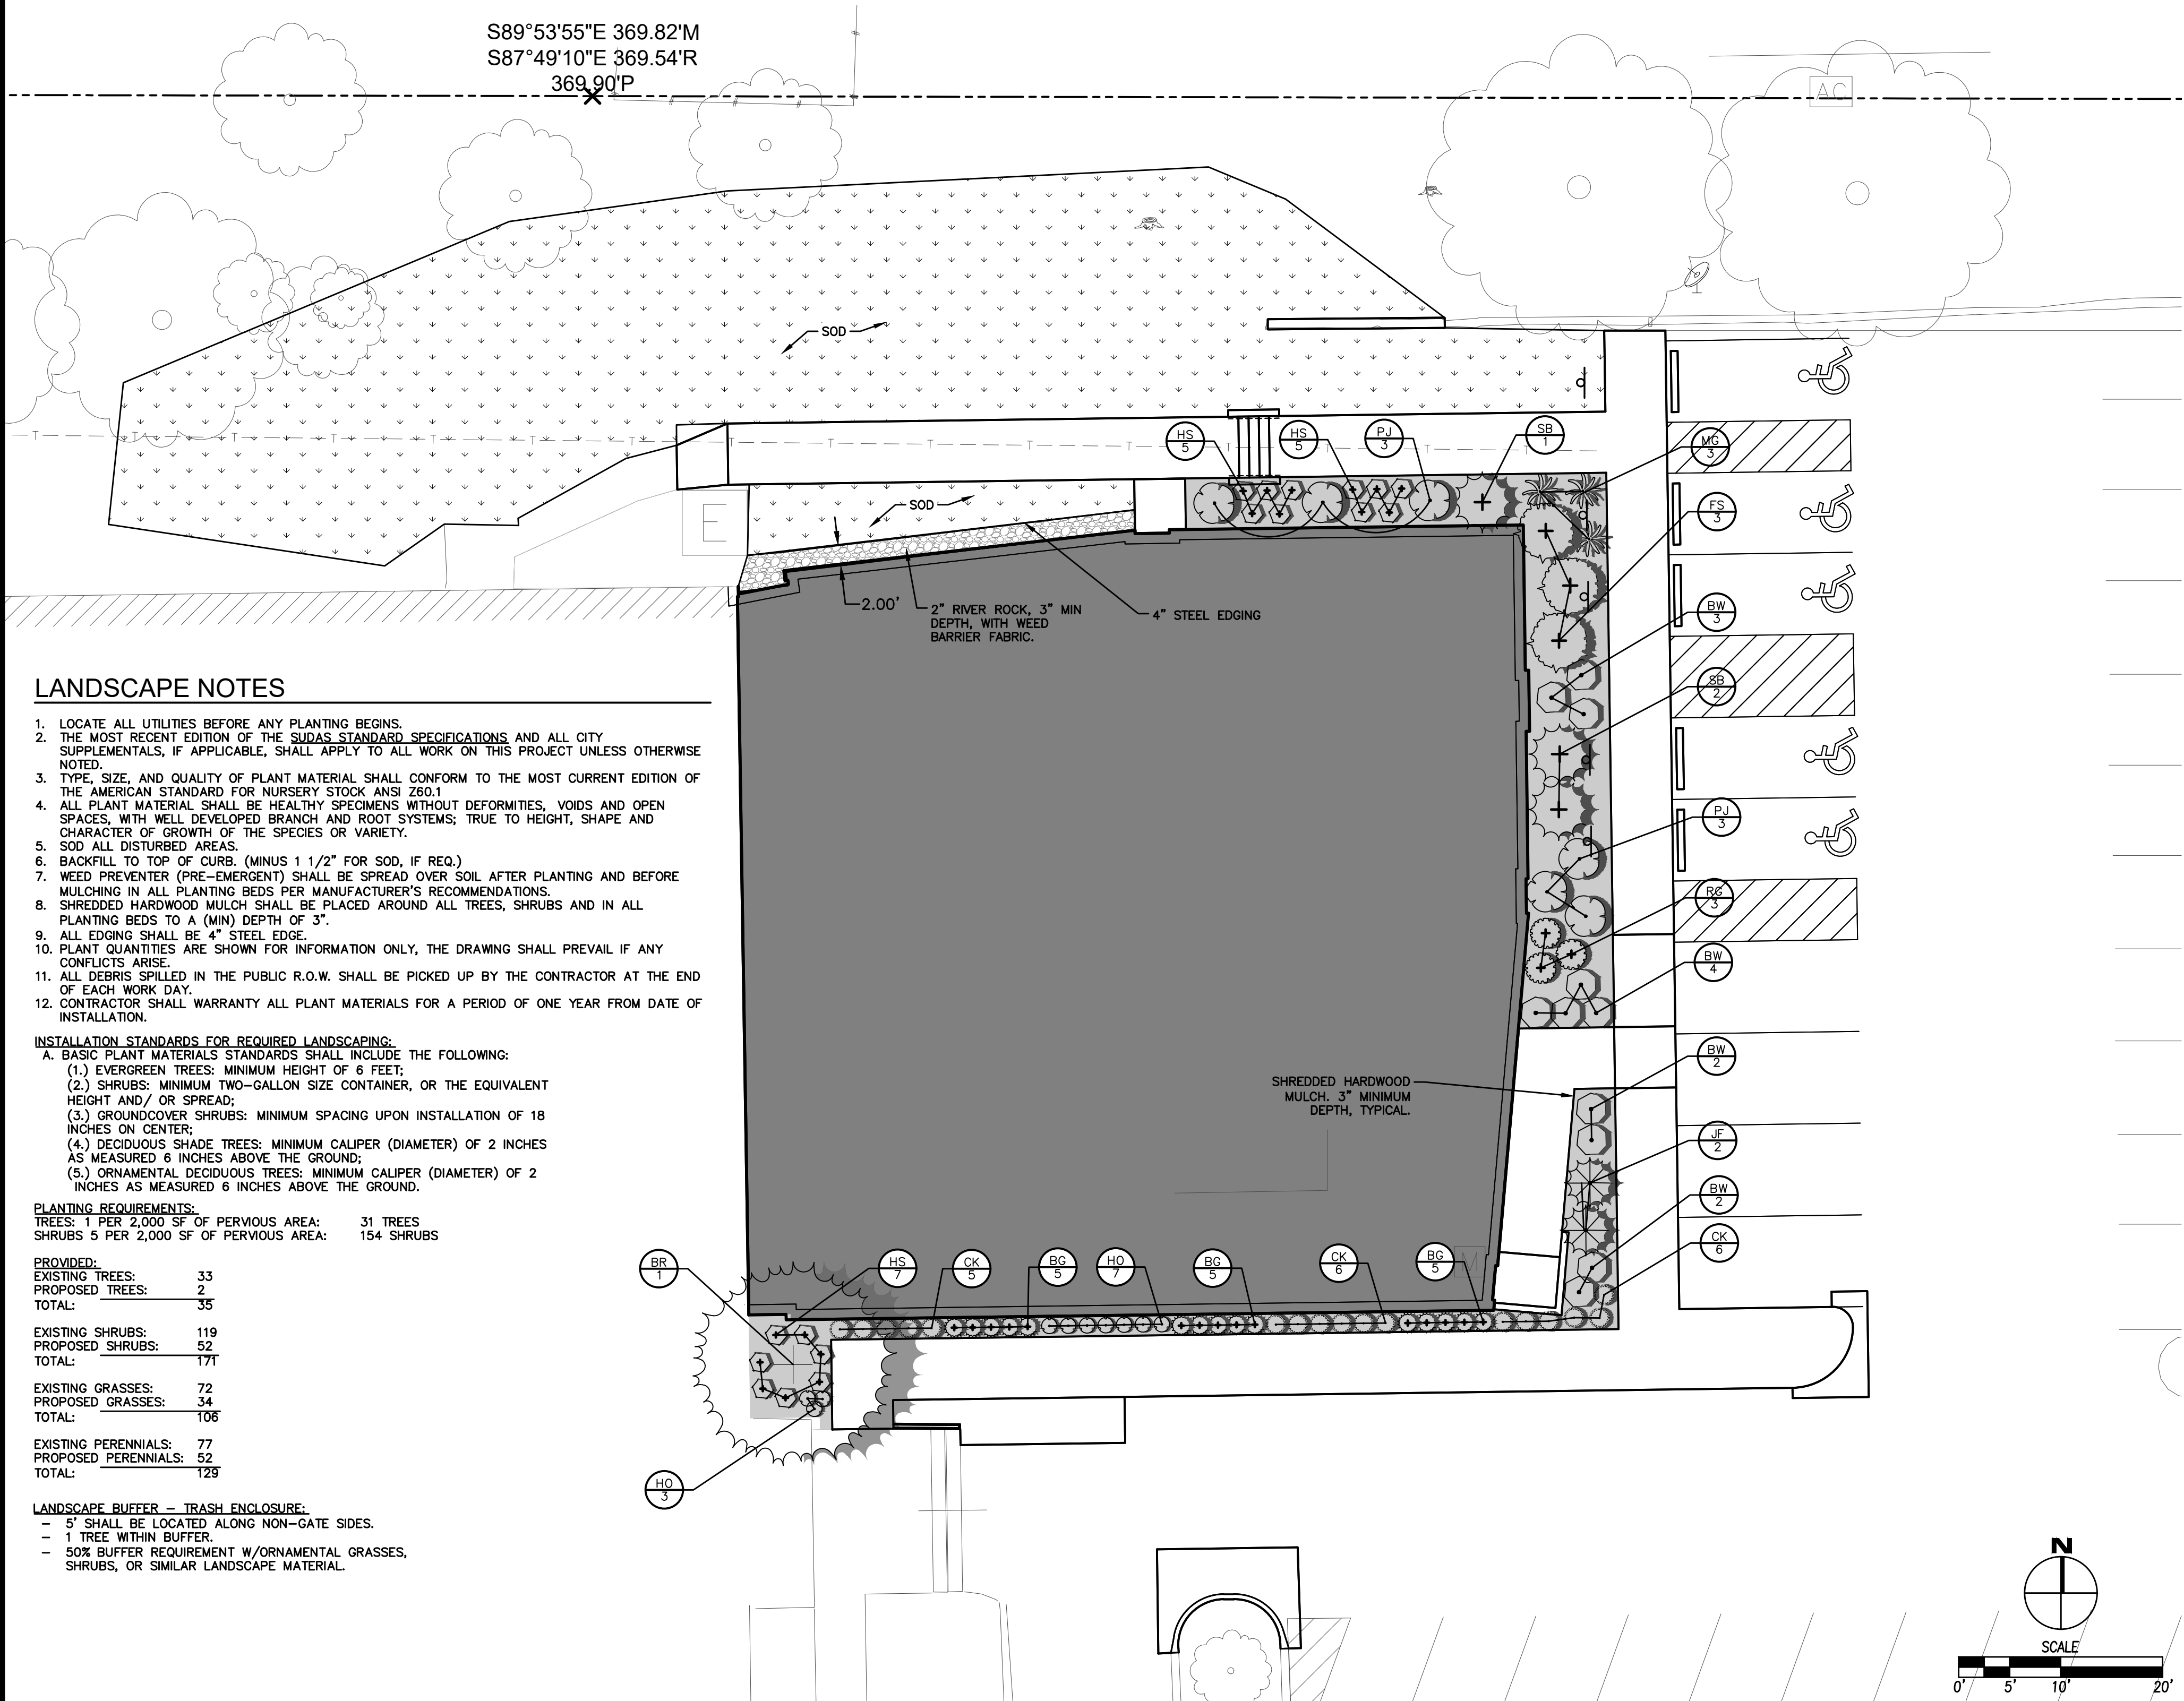 S89°53'55"E 369.82'M
S87°49'10"E 369.54'R
369.90'P
AC
SOD
HS
5
HS
5
PJ
3
SB
1
MG
3
E
SOD
FS
3
2.00'
2" RIVER ROCK, 3" MIN
DEPTH, WITH WEED
BARRIER FABRIC.
4" STEEL EDGING
BW
3
SB
2
PJ
3
RG
3
BW
4
BW
2
SHREDDED HARDWOOD
MULCH. 3" MINIMUM
DEPTH, TYPICAL.
JF
2
BW
2
CK
6
LANDSCAPE NOTES
1. LOCATE ALL UTILITIES BEFORE ANY PLANTING BEGINS.
2. THE MOST RECENT EDITION OF THE SUDAS STANDARD SPECIFICATIONS AND ALL CITY
SUPPLEMENTALS, IF APPLICABLE, SHALL APPLY TO ALL WORK ON THIS PROJECT UNLESS OTHERWISE
NOTED.
3. TYPE, SIZE, AND QUALITY OF PLANT MATERIAL SHALL CONFORM TO THE MOST CURRENT EDITION OF
THE AMERICAN STANDARD FOR NURSERY STOCK ANSI Z60.1
4. ALL PLANT MATERIAL SHALL BE HEALTHY SPECIMENS WITHOUT DEFORMITIES, VOIDS AND OPEN
SPACES, WITH WELL DEVELOPED BRANCH AND ROOT SYSTEMS; TRUE TO HEIGHT, SHAPE AND
CHARACTER OF GROWTH OF THE SPECIES OR VARIETY.
5. SOD ALL DISTURBED AREAS.
6. BACKFILL TO TOP OF CURB. (MINUS 1 1/2" FOR SOD, IF REQ.)
7. WEED PREVENTER (PRE-EMERGENT) SHALL BE SPREAD OVER SOIL AFTER PLANTING AND BEFORE
MULCHING IN ALL PLANTING BEDS PER MANUFACTURER'S RECOMMENDATIONS.
8. SHREDDED HARDWOOD MULCH SHALL BE PLACED AROUND ALL TREES, SHRUBS AND IN ALL
PLANTING BEDS TO A (MIN) DEPTH OF 3".
9. ALL EDGING SHALL BE 4" STEEL EDGE.
10. PLANT QUANTITIES ARE SHOWN FOR INFORMATION ONLY, THE DRAWING SHALL PREVAIL IF ANY
CONFLICTS ARISE.
11. ALL DEBRIS SPILLED IN THE PUBLIC R.O.W. SHALL BE PICKED UP BY THE CONTRACTOR AT THE END
OF EACH WORK DAY.
12. CONTRACTOR SHALL WARRANTY ALL PLANT MATERIALS FOR A PERIOD OF ONE YEAR FROM DATE OF
INSTALLATION.
INSTALLATION STANDARDS FOR REQUIRED LANDSCAPING:
A. BASIC PLANT MATERIALS STANDARDS SHALL INCLUDE THE FOLLOWING:
(1.) EVERGREEN TREES: MINIMUM HEIGHT OF 6 FEET;
(2.) SHRUBS: MINIMUM TWO-GALLON SIZE CONTAINER, OR THE EQUIVALENT
HEIGHT AND/ OR SPREAD;
(3.) GROUNDCOVER SHRUBS: MINIMUM SPACING UPON INSTALLATION OF 18
INCHES ON CENTER;
(4.) DECIDUOUS SHADE TREES: MINIMUM CALIPER (DIAMETER) OF 2 INCHES
AS MEASURED 6 INCHES ABOVE THE GROUND;
(5.) ORNAMENTAL DECIDUOUS TREES: MINIMUM CALIPER (DIAMETER) OF 2
INCHES AS MEASURED 6 INCHES ABOVE THE GROUND.
PLANTING REQUIREMENTS:
TREES: 1 PER 2,000 SF OF PERVIOUS AREA: 31 TREES
SHRUBS 5 PER 2,000 SF OF PERVIOUS AREA: 154 SHRUBS
PROVIDED:
EXISTING TREES: 33
PROPOSED TREES: 2
TOTAL: 35
EXISTING SHRUBS: 119
PROPOSED SHRUBS: 52
TOTAL: 171
EXISTING GRASSES: 72
PROPOSED GRASSES: 34
TOTAL: 106
EXISTING PERENNIALS: 77
PROPOSED PERENNIALS: 52
TOTAL: 129
LANDSCAPE BUFFER – TRASH ENCLOSURE:
– 5' SHALL BE LOCATED ALONG NON-GATE SIDES.
– 1 TREE WITHIN BUFFER.
– 50% BUFFER REQUIREMENT W/ORNAMENTAL GRASSES,
SHRUBS, OR SIMILAR LANDSCAPE MATERIAL.
BR
1
HS
7
CK
5
BG
5
HO
7
BG
5
CK
6
BG
5
M
HO
3
N
SCALE
0' 5' 10' 20'
T T T T T T T T T T T T T T